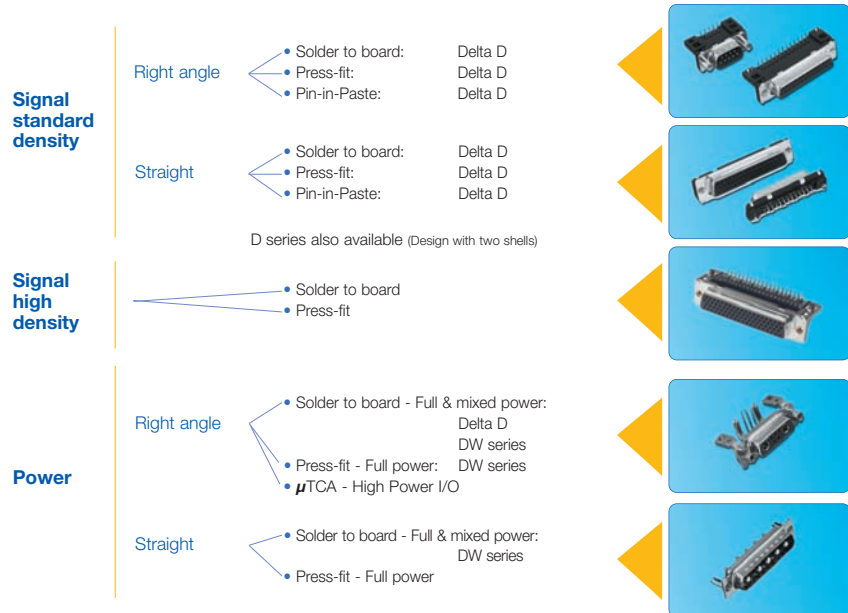 Signal
standard
density
Right angle
• Solder to board: Delta D
• Press-fit: Delta D
• Pin-in-Paste: Delta D
Straight
• Solder to board: Delta D
• Press-fit: Delta D
• Pin-in-Paste: Delta D
D series also available (Design with two shells)
Signal
high
density
• Solder to board
• Press-fit
Power
Right angle
• Solder to board - Full & mixed power:
Delta D
DW series
• Press-fit - Full power: DW series
• µTCA - High Power I/O
Straight
• Solder to board - Full & mixed power:
DW series
• Press-fit - Full power